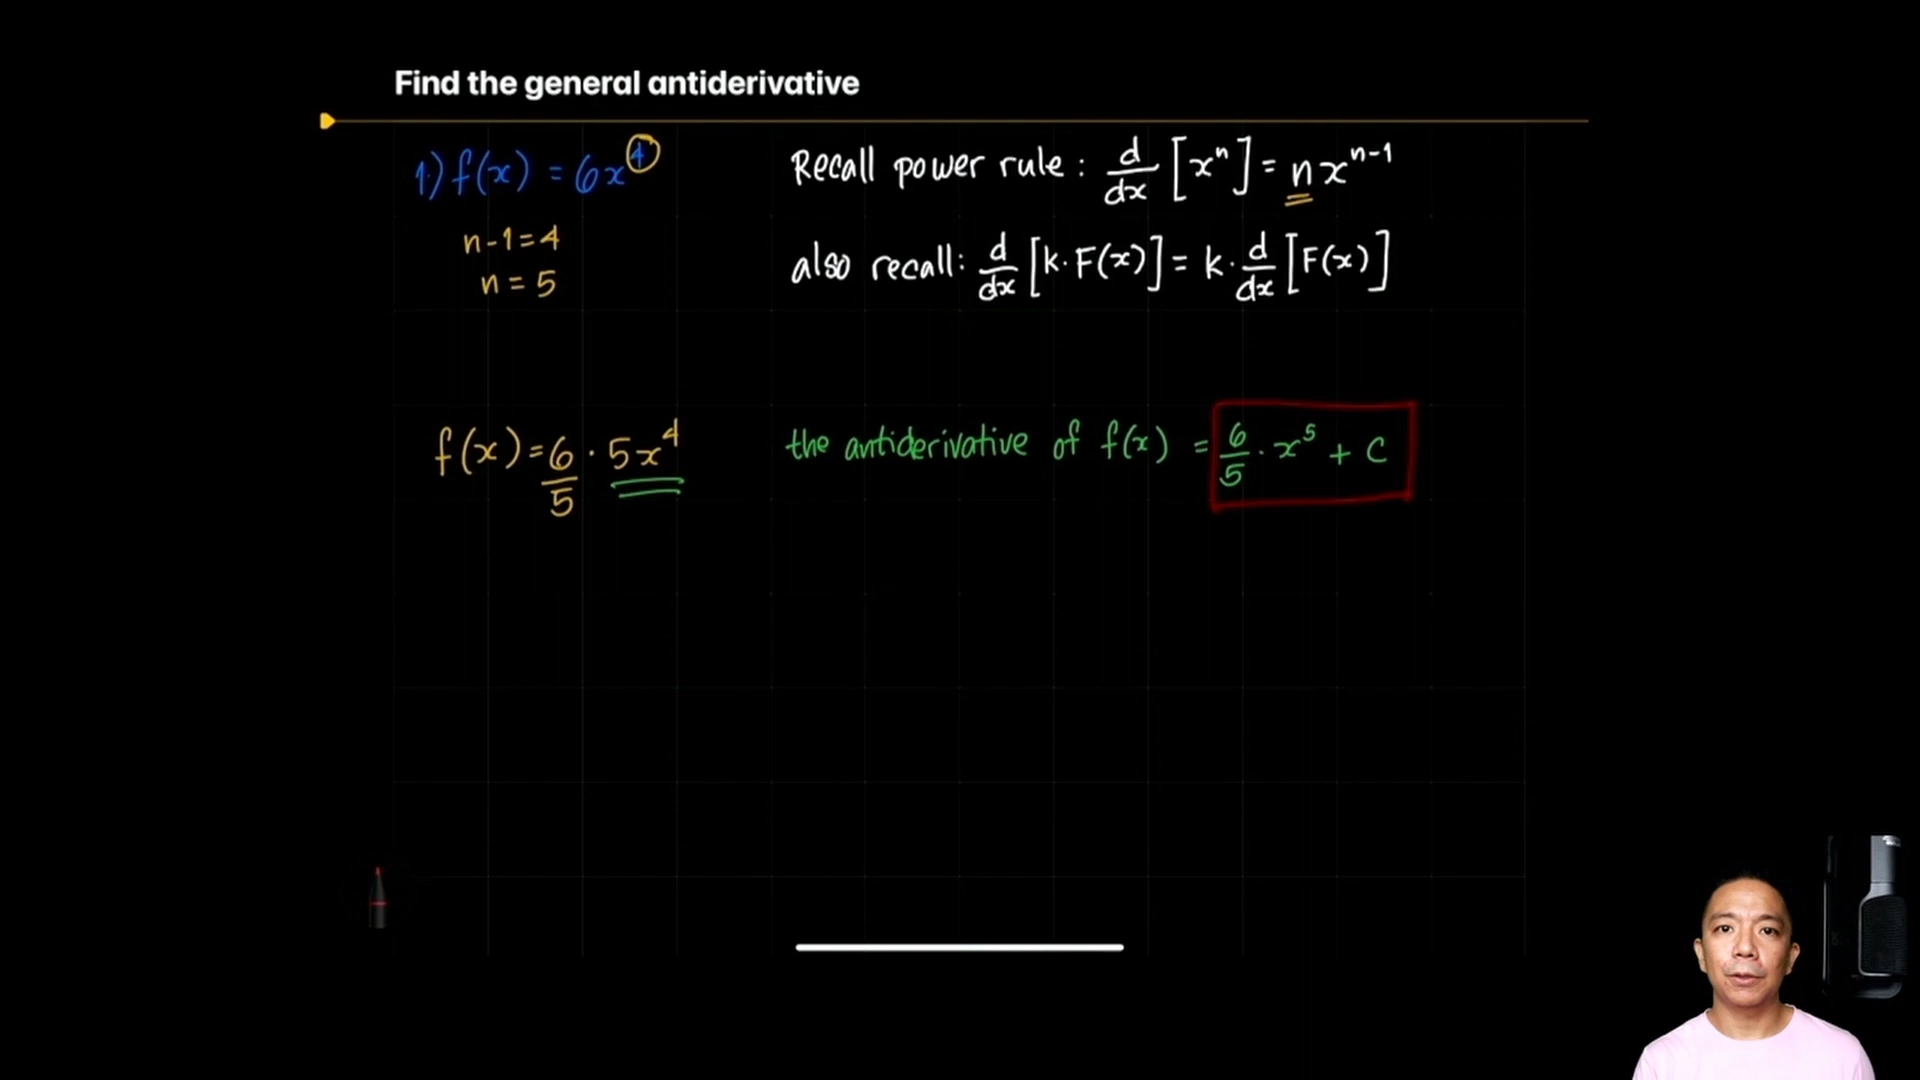 Find the general antiderivative
1.) f(x) = 6x^4
Recall power rule: d/dx [x^n] = nx^{n-1}
n-1=4
n = 5
also recall: d/dx [k·F(x)] = k·d/dx [F(x)]
f(x)=6/5 · 5x^4
the antiderivative of f(x) = 6/5 · x^5 + C